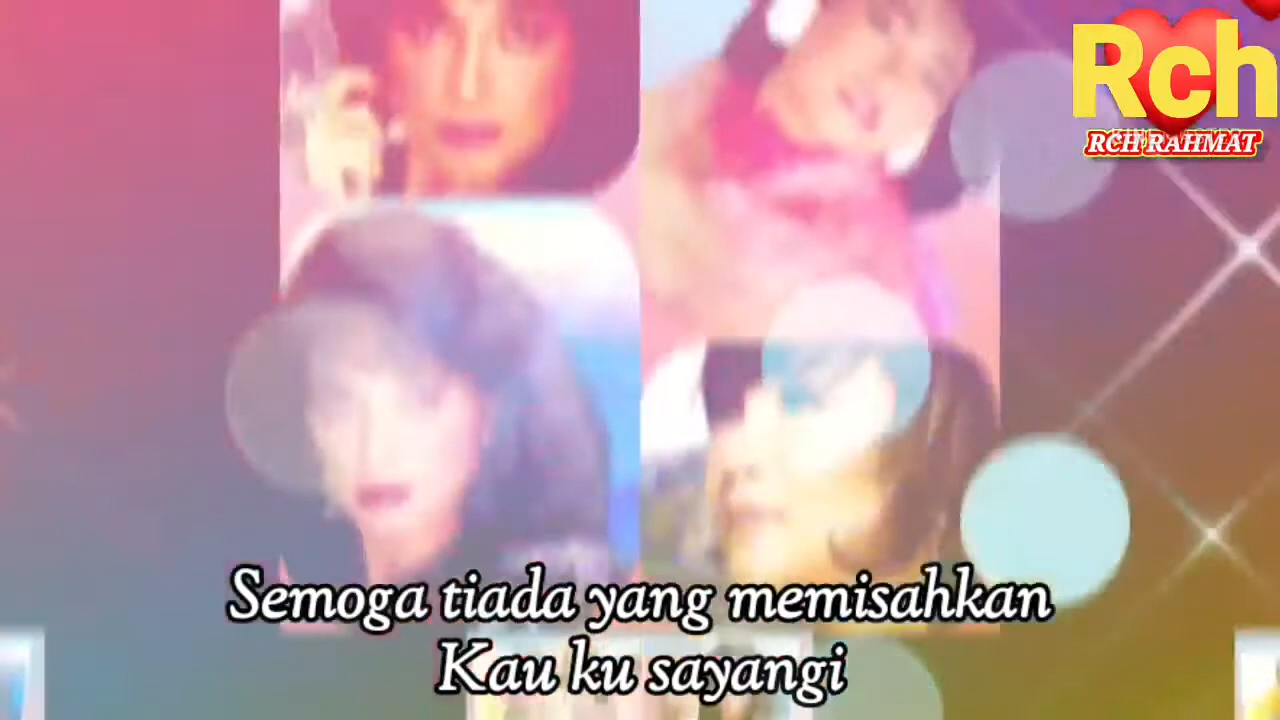 Rch
RCH RAHMAT
Semoga tiada yang memisahkan
Kau ku sayangi